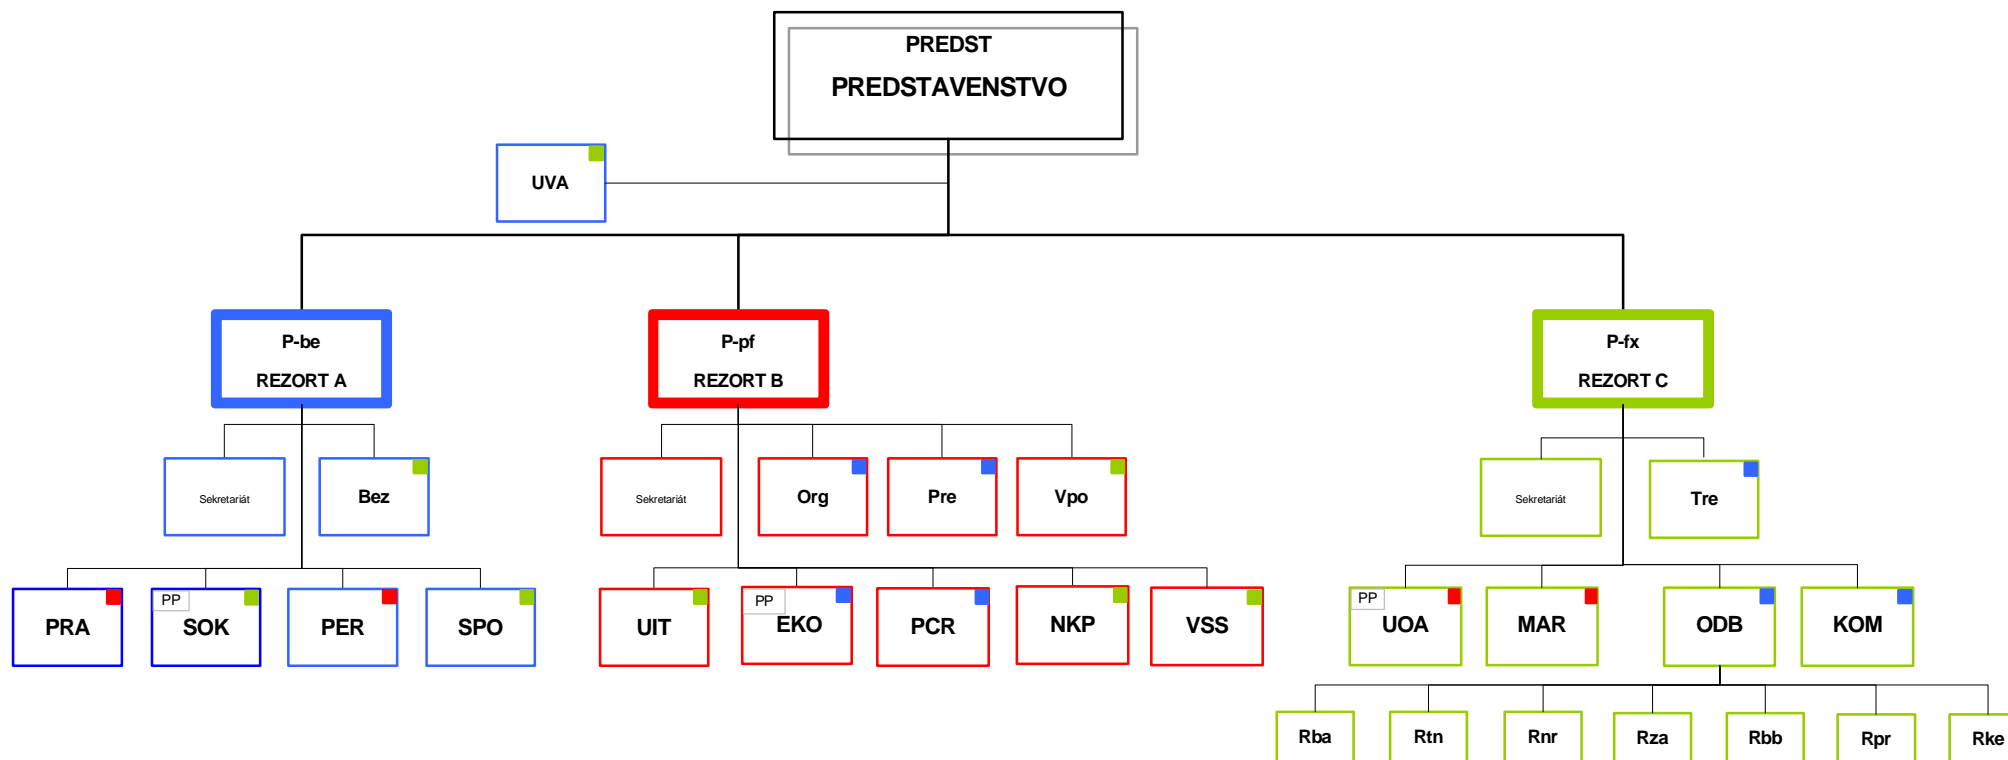 PREDST
PREDSTAVENSTVO
UVA
P-be
REZORT A
P-pf
REZORT B
P-fx
REZORT C
Sekretariát
Bez
Sekretariát
Org
Pre
Vpo
Sekretariát
Tre
PRA
PP
SOK
PER
SPO
UIT
PP
EKO
PCR
NKP
VSS
PP
UOA
MAR
ODB
KOM
Rba
Rtn
Rnr
Rza
Rbb
Rpr
Rke